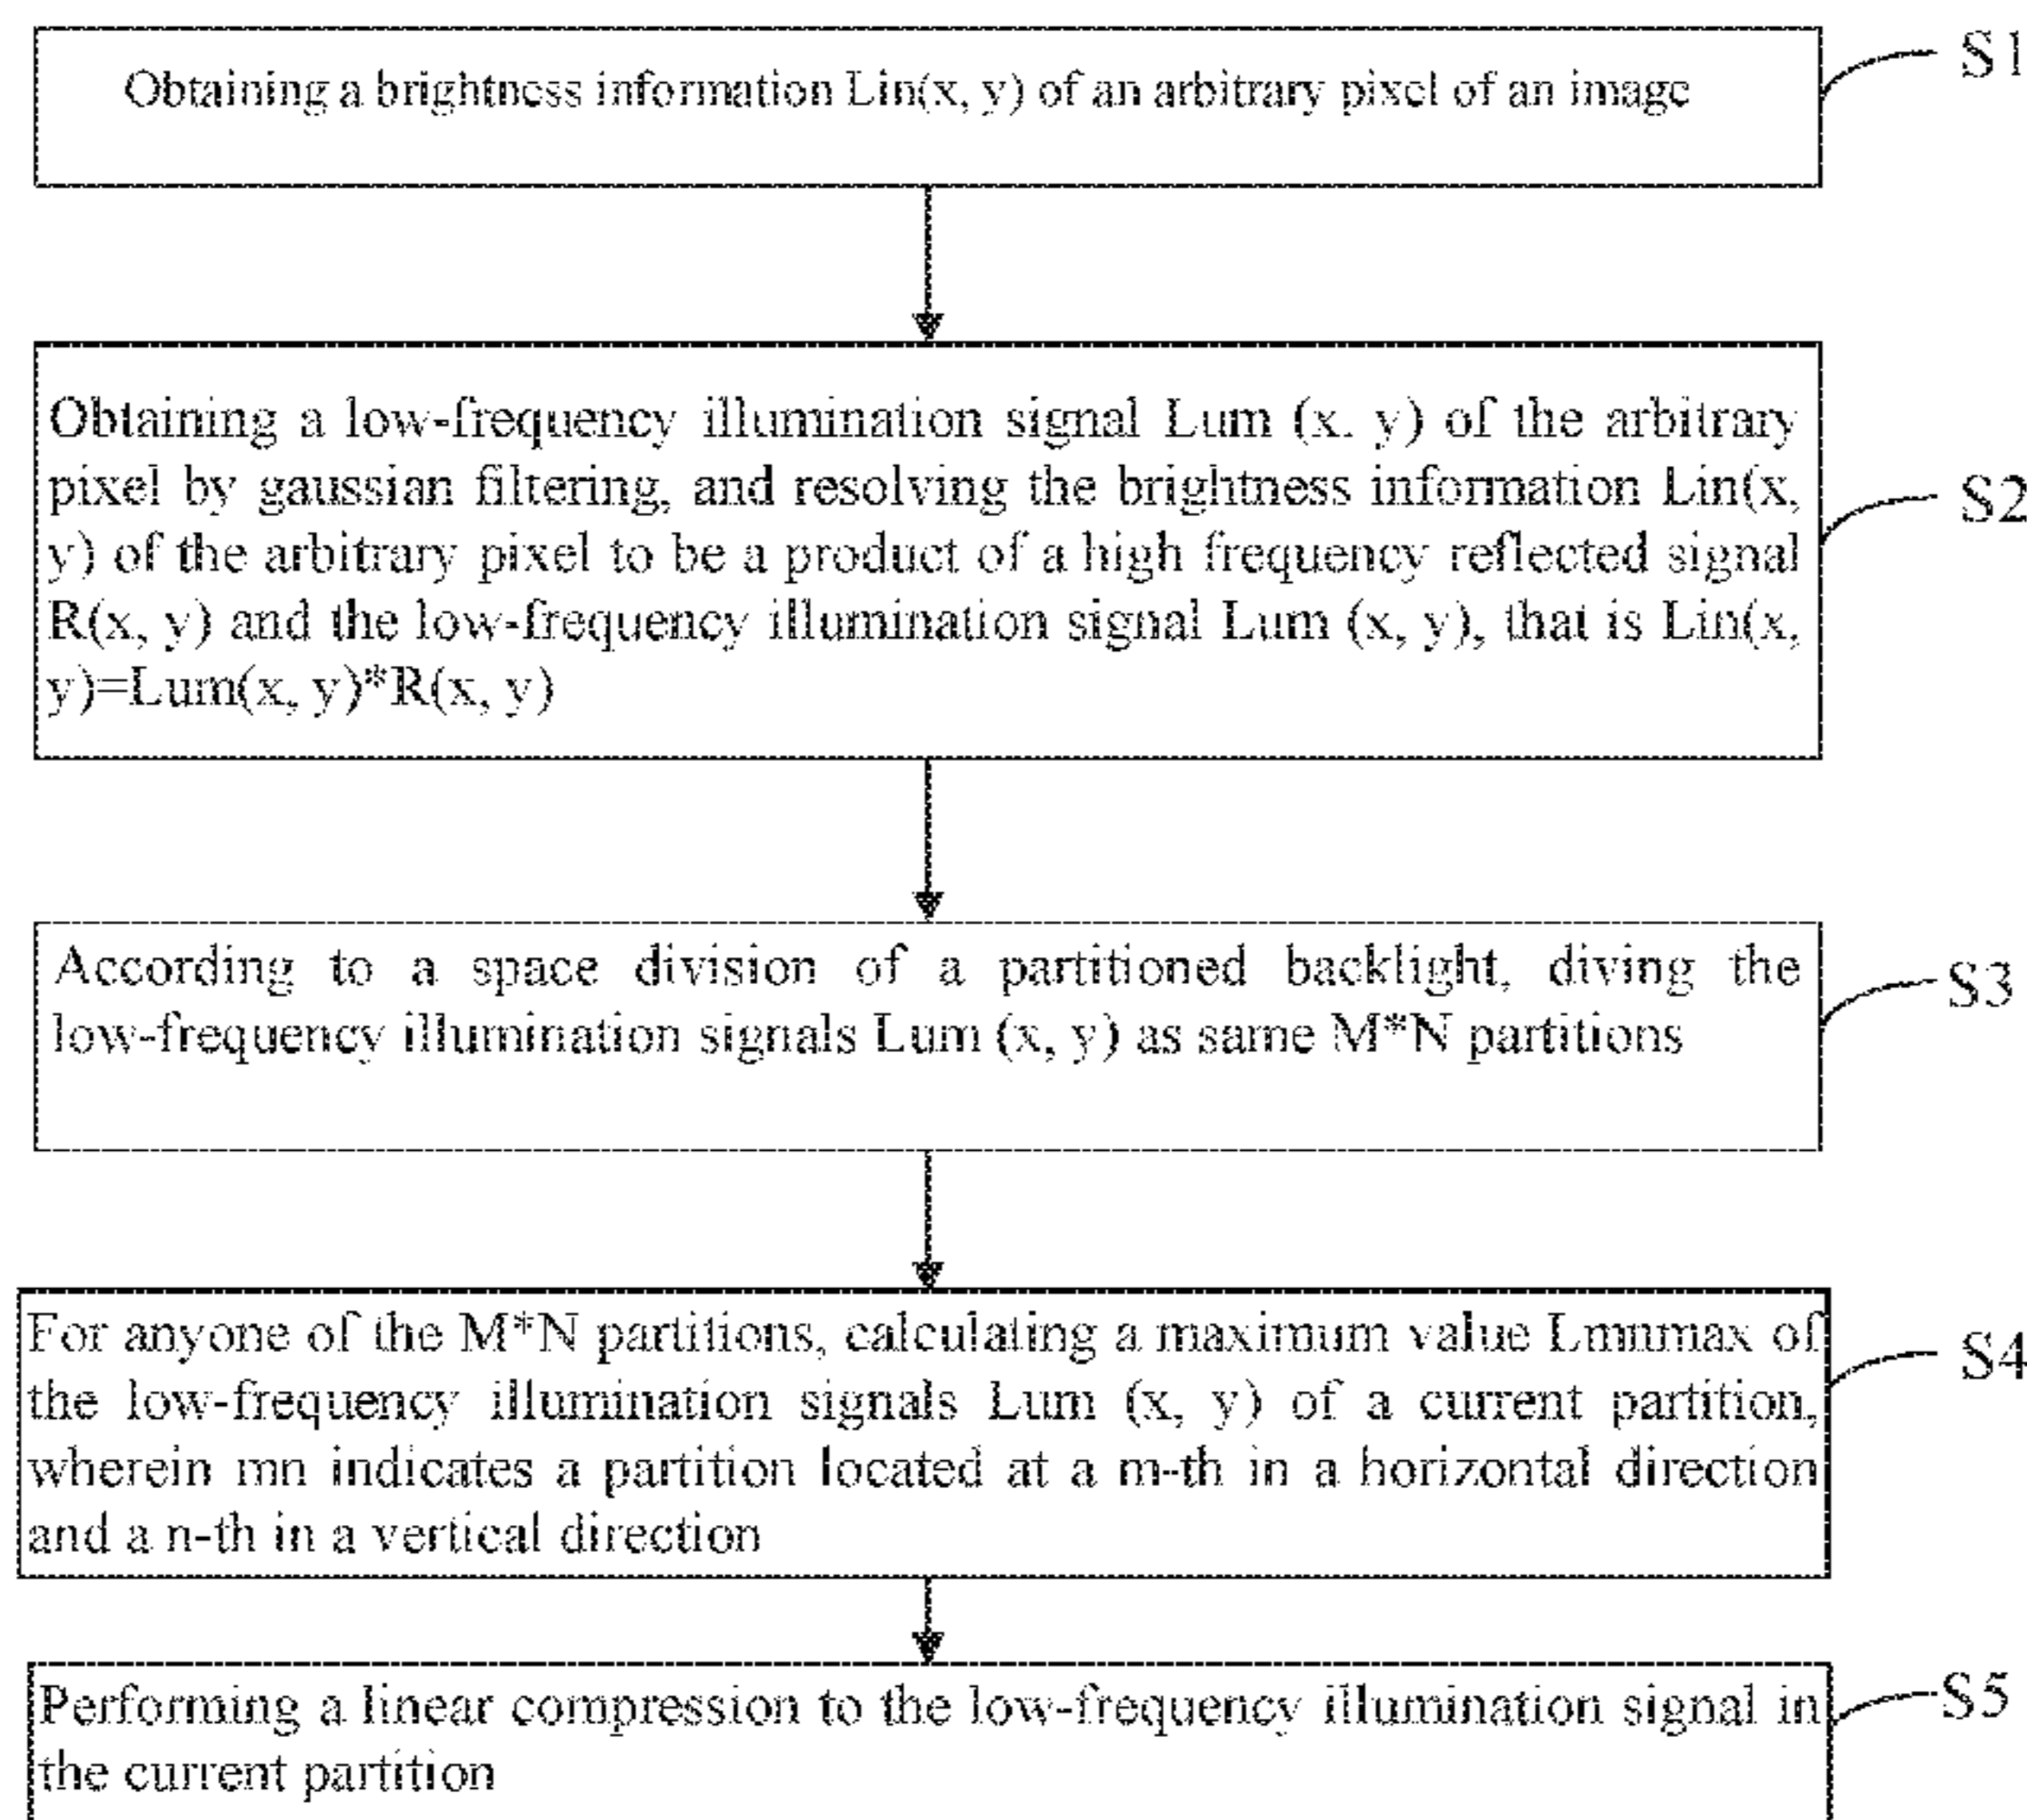 Obtaining a brightness information Lin(x, y) of an arbitrary pixel of an image
S1
Obtaining a low-frequency illumination signal Lum (x. y) of the arbitrary
pixel by gaussian filtering, and resolving the brightness information Lin(x,
y) of the arbitrary pixel to be a product of a high frequency reflected signal
R(x, y) and the low-frequency illumination signal Lum (x, y), that is Lin(x,
y)=Lum(x, y)*R(x, y)
S2
According to a space division of a partitioned backlight, diving the
low-frequency illumination signals Lum (x, y) as same M*N partitions
S3
For anyone of the M*N partitions, calculating a maximum value Lmnmax of
the low-frequency illumination signals Lum (x, y) of a current partition,
wherein mn indicates a partition located at a m-th in a horizontal direction
and a n-th in a vertical direction
S4
Performing a linear compression to the low-frequency illumination signal in
the current partition
S5